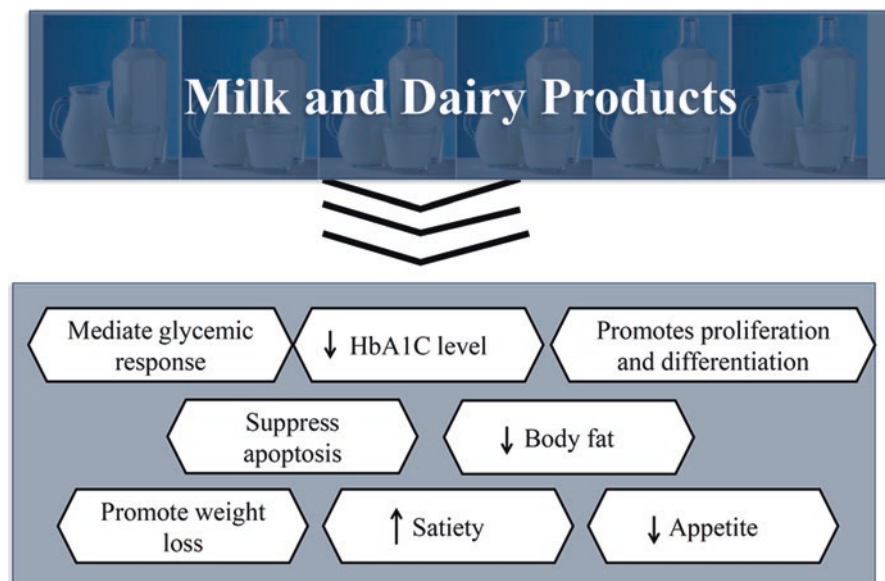 Milk and Dairy Products
Mediate glycemic
response
↓ HbA1C level
Promotes proliferation
and differentiation
Suppress
apoptosis
↓ Body fat
Promote weight
loss
↑ Satiety
↓ Appetite